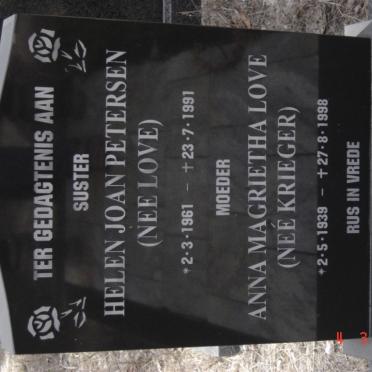 TER GEDAGTENIS AAN
SUSTER
HELEN JOAN PETERSEN
(NEE LOVE)
*2·3·1961 – †23·7·1991
MOEDER
ANNA MAGRIETHA LOVE
(NEÉ KRIEGER)
*2·5·1939 – †27·8·1998
RUS IN VREDE